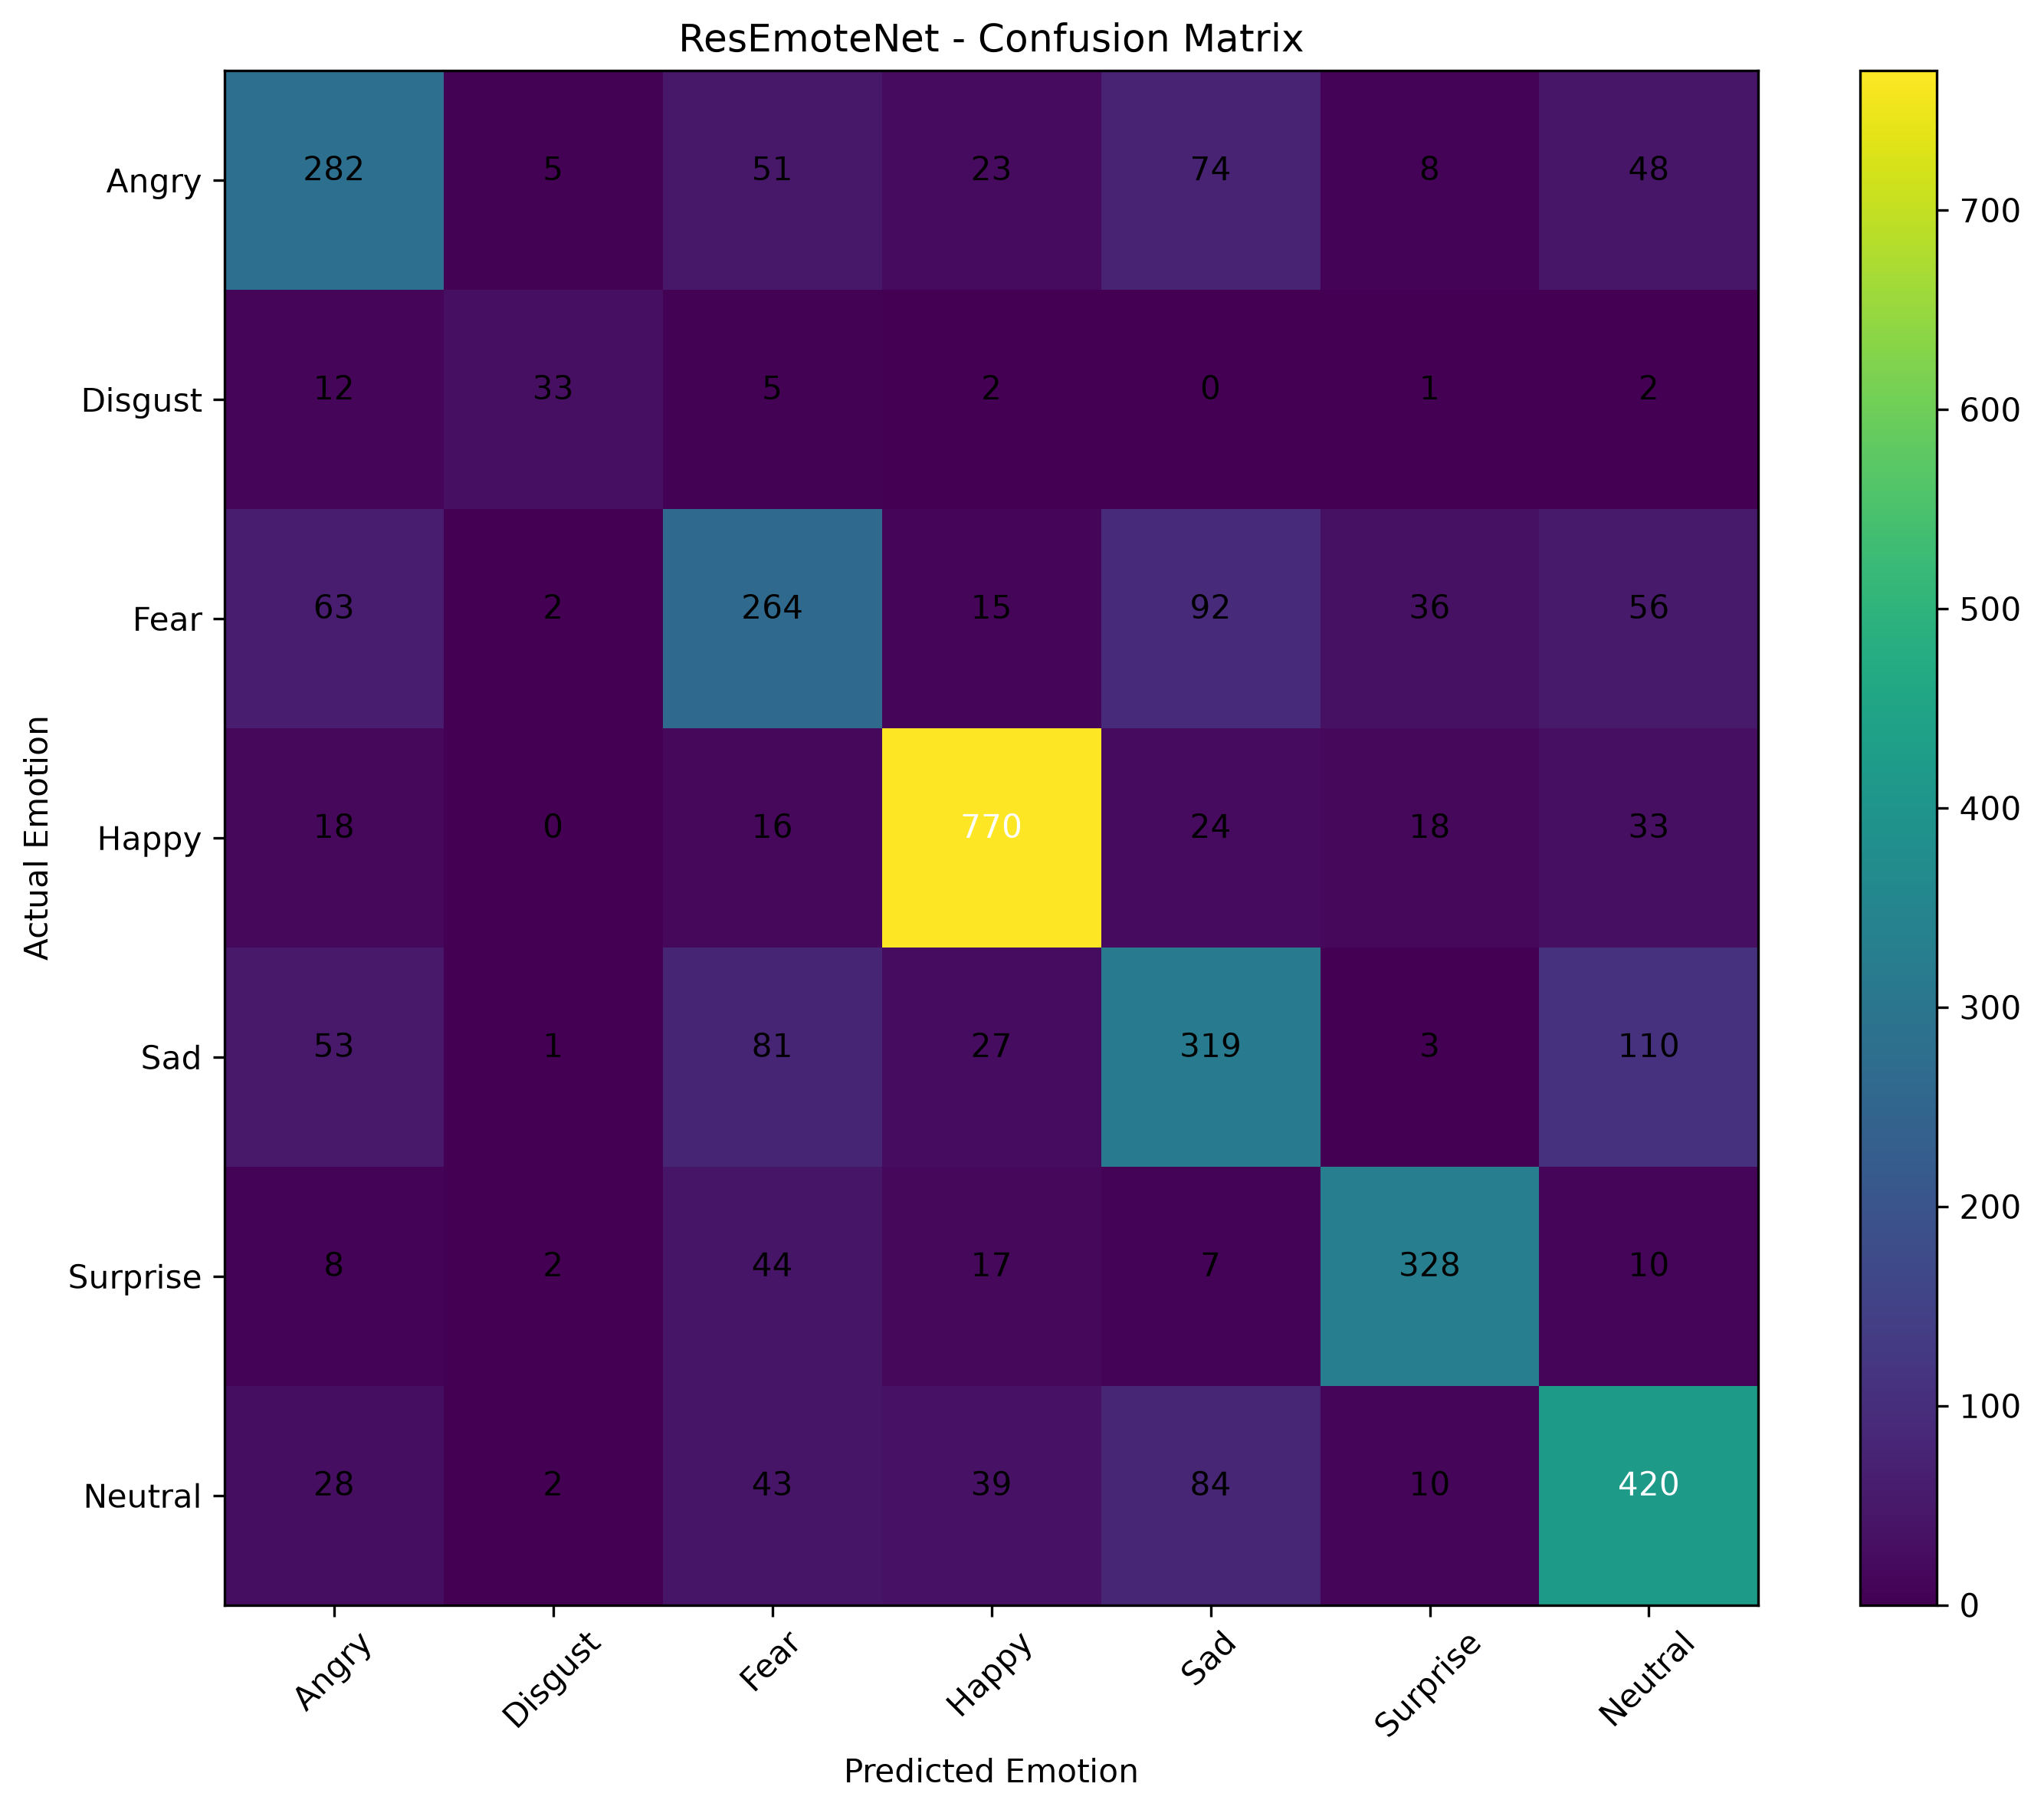 ResEmoteNet - Confusion Matrix
Angry 282 5 51 23 74 8 48
Disgust 12 33 5 2 0 1 2
Fear 63 2 264 15 92 36 56
Happy 18 0 16 770 24 18 33
Sad 53 1 81 27 319 3 110
Surprise 8 2 44 17 7 328 10
Neutral 28 2 43 39 84 10 420
Angry Disgust Fear Happy Sad Surprise Neutral
Predicted Emotion
Actual Emotion
700
600
500
400
300
200
100
0